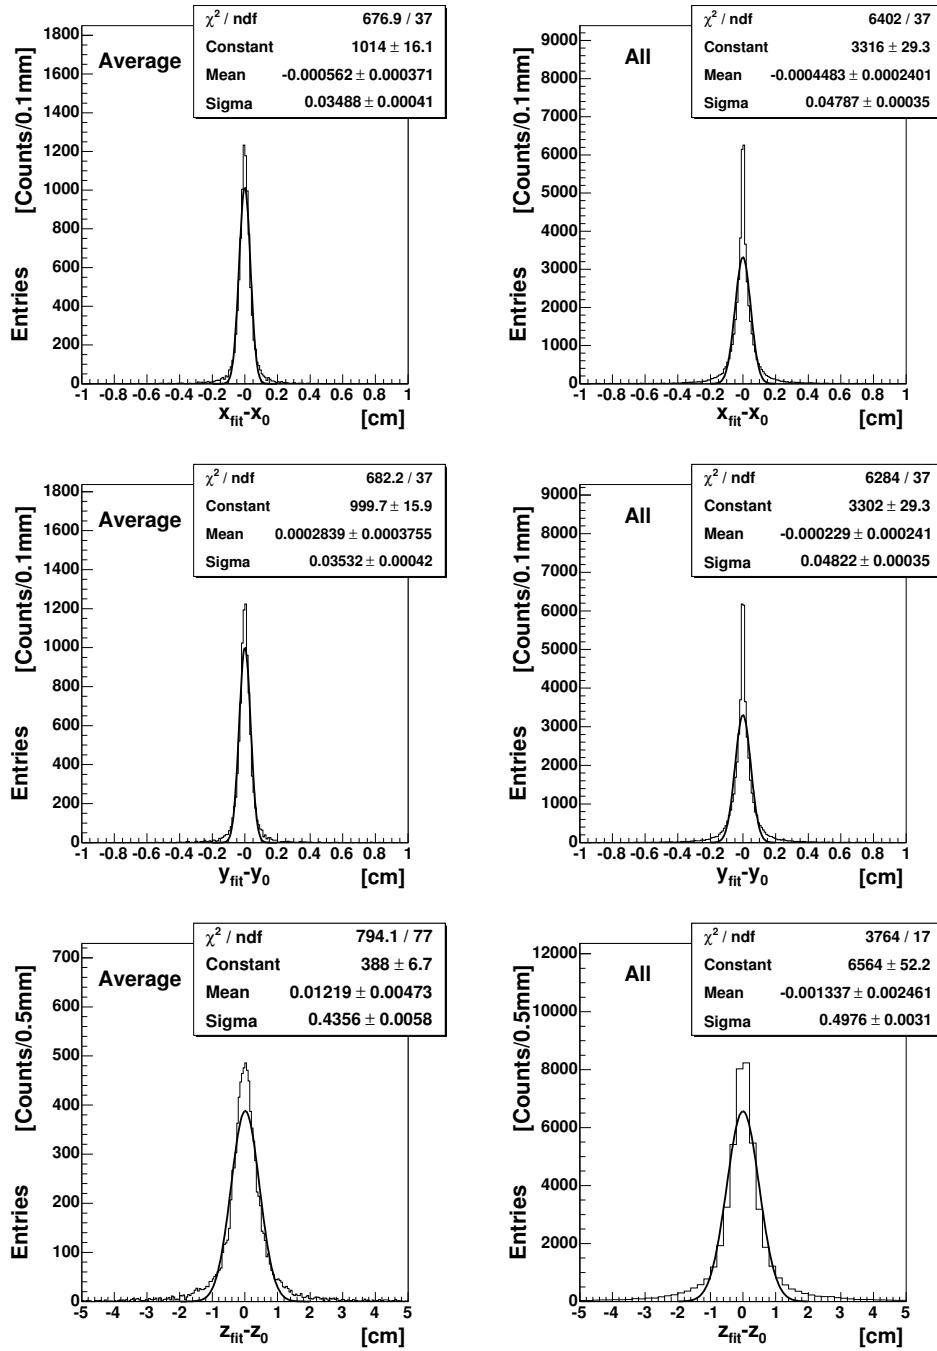 χ² / ndf 676.9 / 37
Constant 1014 ± 16.1
Mean -0.000562 ± 0.000371
Sigma 0.03488 ± 0.00041
Average
Entries [Counts/0.1mm]
1800
1600
1400
1200
1000
800
600
400
200
0
-1 -0.8 -0.6 -0.4 -0.2 -0 0.2 0.4 0.6 0.8 1
x_fit-x_0 [cm]
χ² / ndf 6402 / 37
Constant 3316 ± 29.3
Mean -0.0004483 ± 0.0002401
Sigma 0.04787 ± 0.00035
All
Entries [Counts/0.1mm]
9000
8000
7000
6000
5000
4000
3000
2000
1000
0
-1 -0.8 -0.6 -0.4 -0.2 -0 0.2 0.4 0.6 0.8 1
x_fit-x_0 [cm]
χ² / ndf 682.2 / 37
Constant 999.7 ± 15.9
Mean 0.0002839 ± 0.0003755
Sigma 0.03532 ± 0.00042
Average
Entries [Counts/0.1mm]
1800
1600
1400
1200
1000
800
600
400
200
0
-1 -0.8 -0.6 -0.4 -0.2 -0 0.2 0.4 0.6 0.8 1
y_fit-y_0 [cm]
χ² / ndf 6284 / 37
Constant 3302 ± 29.3
Mean -0.000229 ± 0.000241
Sigma 0.04822 ± 0.00035
All
Entries [Counts/0.1mm]
9000
8000
7000
6000
5000
4000
3000
2000
1000
0
-1 -0.8 -0.6 -0.4 -0.2 -0 0.2 0.4 0.6 0.8 1
y_fit-y_0 [cm]
χ² / ndf 794.1 / 77
Constant 388 ± 6.7
Mean 0.01219 ± 0.00473
Sigma 0.4356 ± 0.0058
Average
Entries [Counts/0.5mm]
700
600
500
400
300
200
100
0
-5 -4 -3 -2 -1 0 1 2 3 4 5
z_fit-z_0 [cm]
χ² / ndf 3764 / 17
Constant 6564 ± 52.2
Mean -0.001337 ± 0.002461
Sigma 0.4976 ± 0.0031
All
Entries [Counts/0.5mm]
12000
10000
8000
6000
4000
2000
0
-5 -4 -3 -2 -1 0 1 2 3 4 5
z_fit-z_0 [cm]